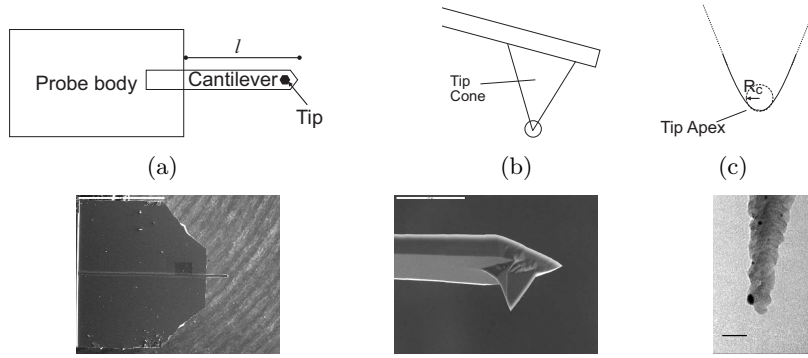 l
Probe body
Cantilever
Tip
(a)
Tip
Cone
(b)
Rc
Tip Apex
(c)